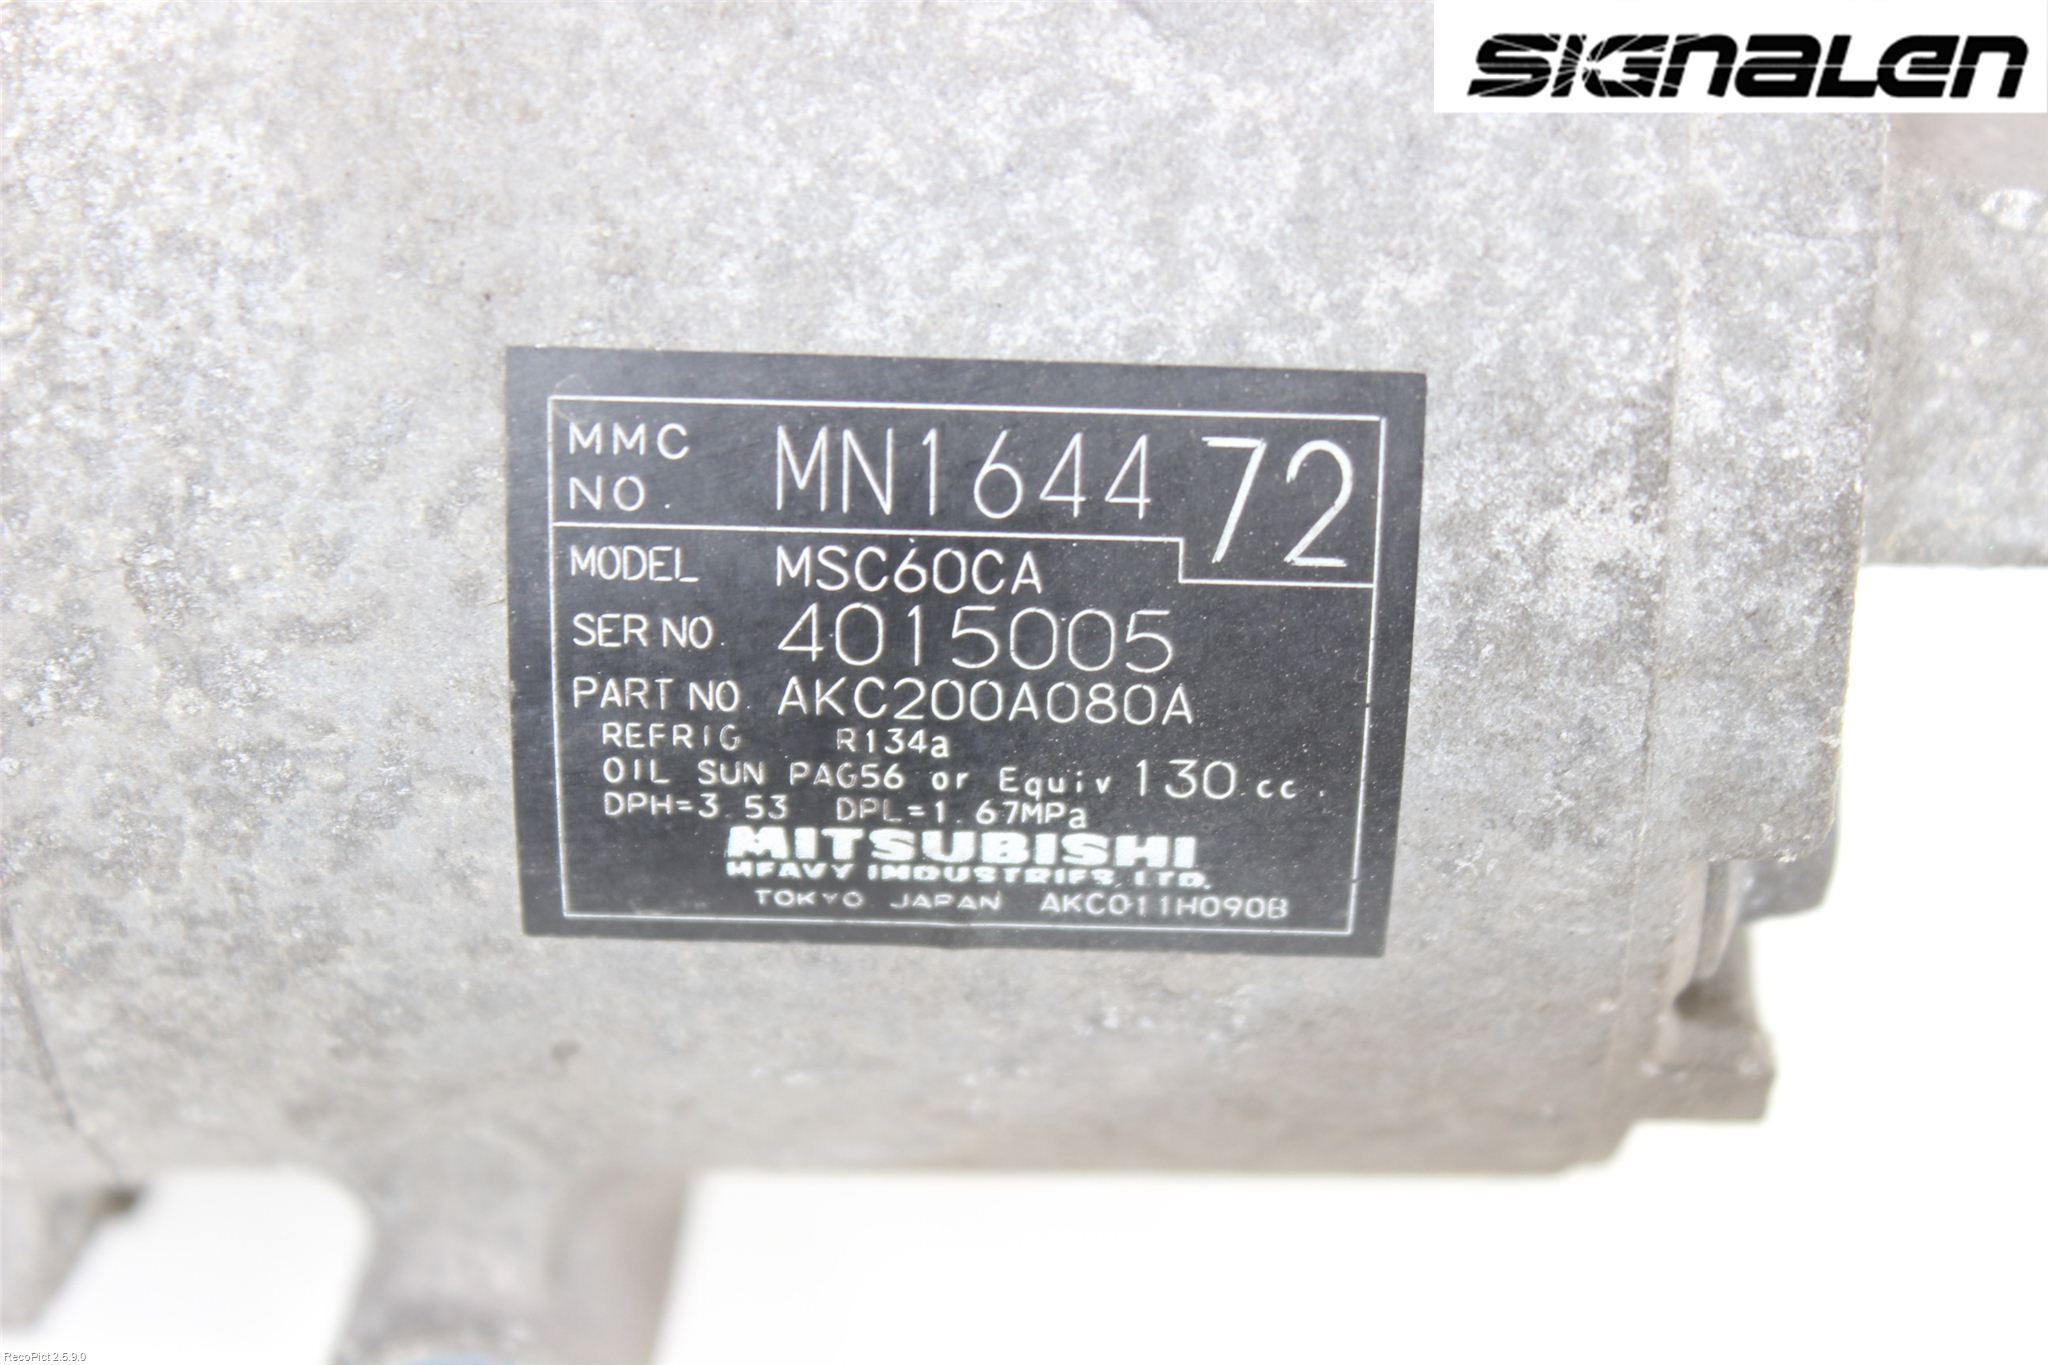 SIGNALEN
MMC NO. MN164472
MODEL MSC60CA
SER NO. 4015005
PART NO. AKC200A080A
REFRIG R134a
OIL SUN PAG56 or Equiv 130 cc.
DPH=3.53 DPL=1.67MPa
MITSUBISHI
HEAVY INDUSTRIES, LTD.
TOKYO JAPAN AKC011H090B
RecoPict 2.5.9.0